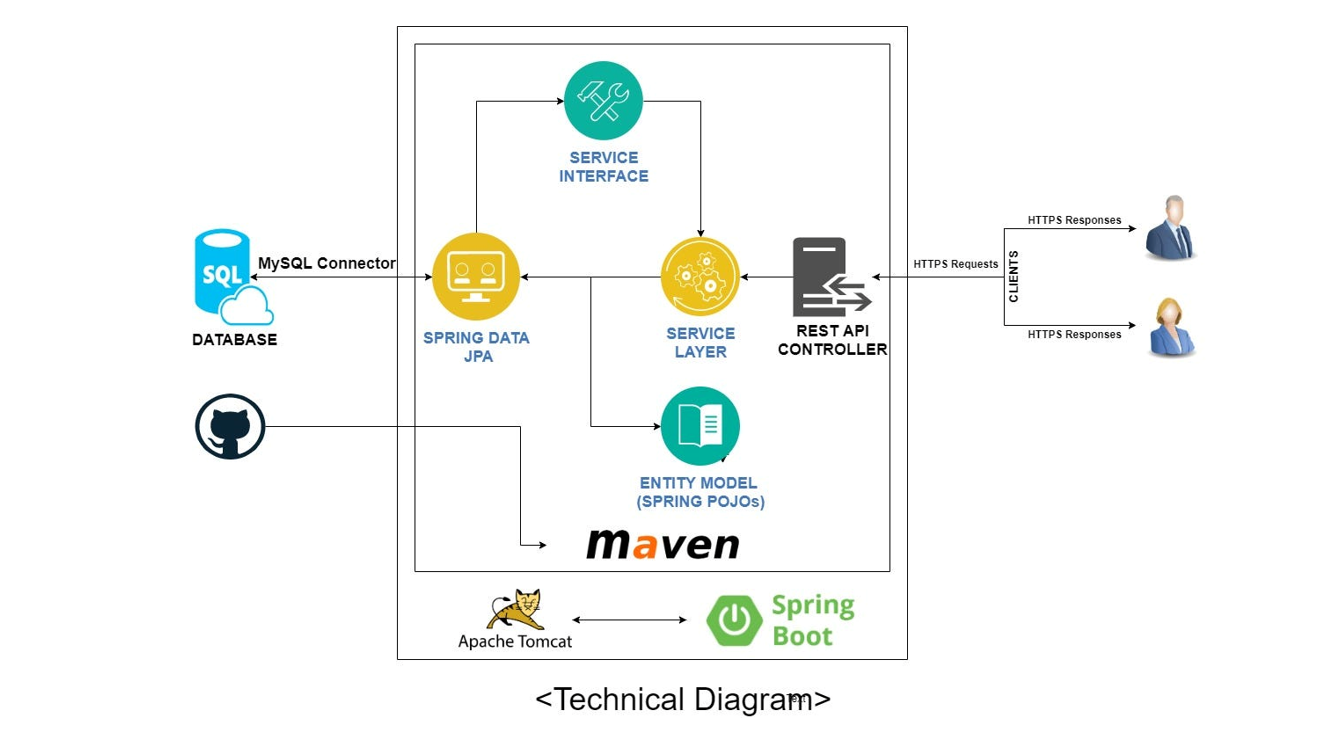 SERVICE
INTERFACE
HTTPS Responses
SQL
MySQL Connector
HTTPS Requests
CLIENTS
DATABASE
SPRING DATA
JPA
SERVICE
LAYER
REST API
CONTROLLER
HTTPS Responses
ENTITY MODEL
(SPRING POJOs)
maven
Apache Tomcat
Spring
Boot
<Technical Diagram>
Text